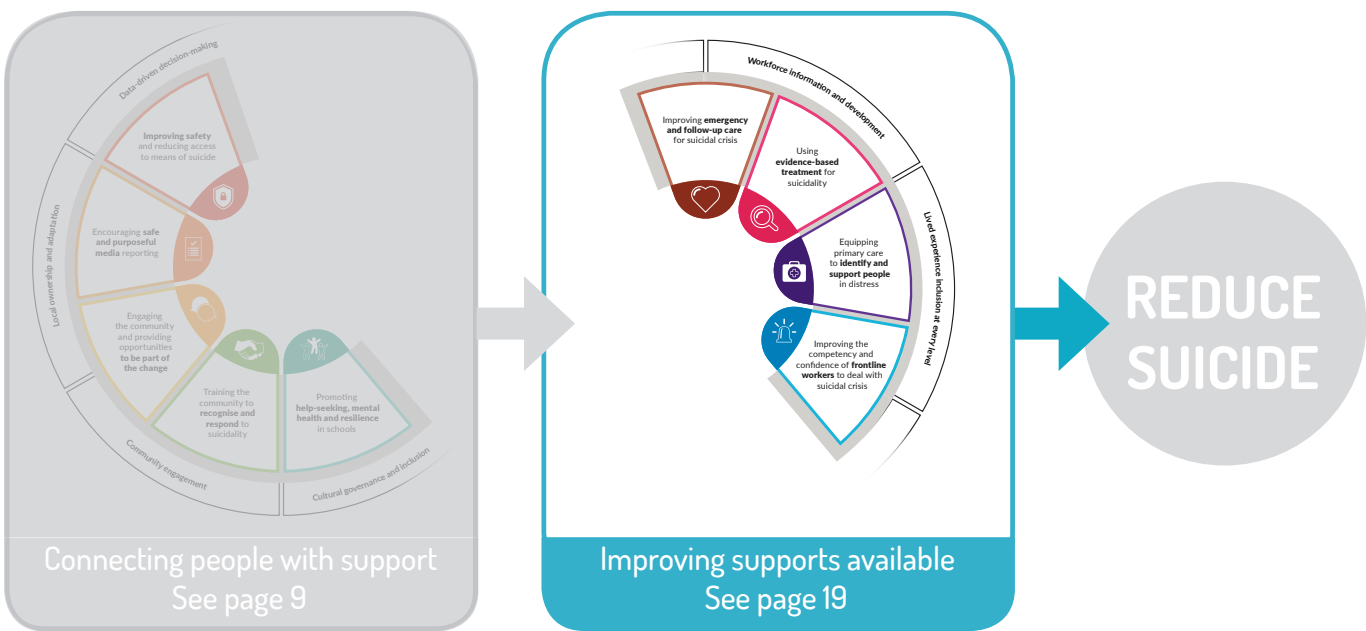 Data-driven decision-making
Local ownership and adaptation
Community engagement
Cultural governance and inclusion
Improving safety
and reducing access
to means of suicide
Encouraging safe
and purposeful
media reporting
Engaging
the community
and providing
opportunities
to be part of
the change
Training the
community to
recognise and
respond to
suicidality
Promoting
help-seeking, mental
health and resilience
in schools
Connecting people with support
See page 9
Workforce information and development
Lived experience inclusion at every level
Improving emergency
and follow-up care
for suicidal crisis
Using
evidence-based
treatment for
suicidality
Equipping
primary care
to identify and
support people
in distress
Improving the
competency and
confidence of frontline
workers to deal with
suicidal crisis
Improving supports available
See page 19
REDUCE
SUICIDE